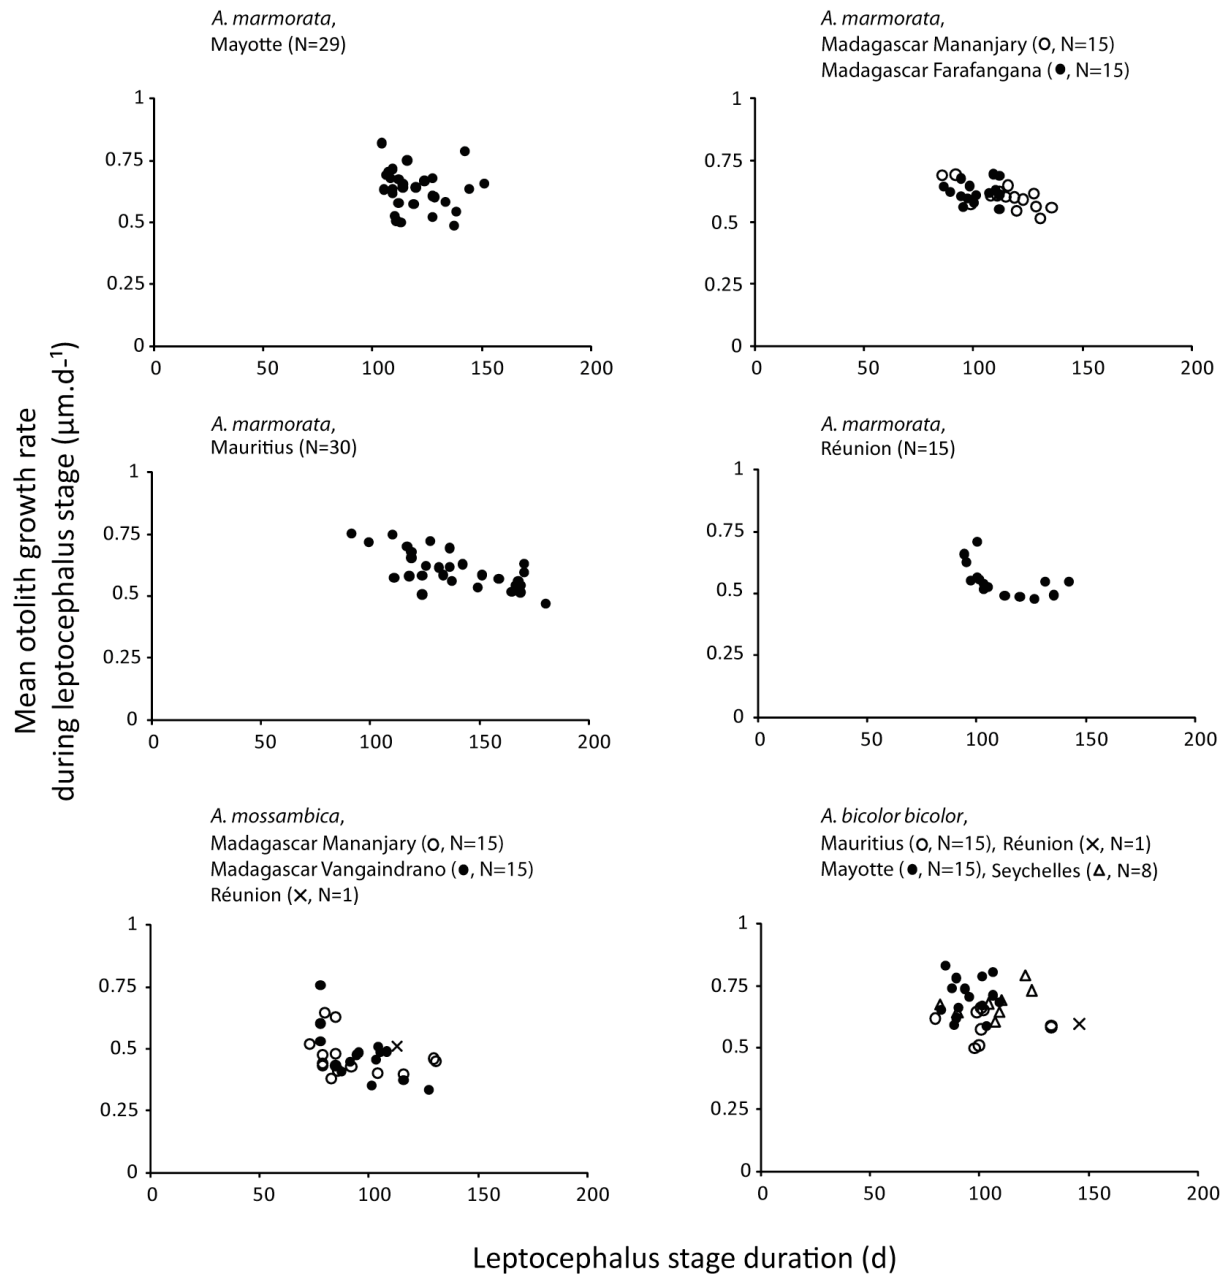 A. marmorata,
Mayotte (N=29)
1
0.75
0.5
0.25
0
0 50 100 150 200
A. marmorata,
Madagascar Mananjary (○, N=15)
Madagascar Farafangana (●, N=15)
1
0.75
0.5
0.25
0
0 50 100 150 200
Mean otolith growth rate
during leptocephalus stage (µm.d-¹)
A. marmorata,
Mauritius (N=30)
1
0.75
0.5
0.25
0
0 50 100 150 200
A. marmorata,
Réunion (N=15)
1
0.75
0.5
0.25
0
0 50 100 150 200
A. mossambica,
Madagascar Mananjary (○, N=15)
Madagascar Vangaindrano (●, N=15)
Réunion (×, N=1)
1
0.75
0.5
0.25
0
0 50 100 150 200
A. bicolor bicolor,
Mauritius (○, N=15), Réunion (×, N=1)
Mayotte (●, N=15), Seychelles (△, N=8)
1
0.75
0.5
0.25
0
0 50 100 150 200
Leptocephalus stage duration (d)